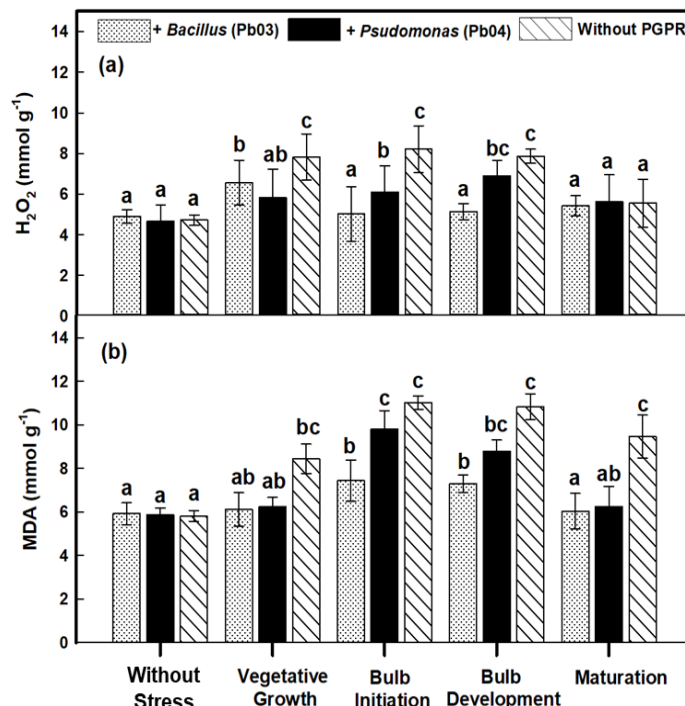 + Bacillus (Pb03) + Psudomonas (Pb04) Without PGPR
(a)
H₂O₂ (mmol g⁻¹)
14
12
10
8
6
4
2
0
a a a b ab c a b c a bc c a a a
(b)
MDA (mmol g⁻¹)
14
12
10
8
6
4
2
0
a a a ab ab bc b c c b bc c a ab c
Without Stress
Vegetative Growth
Bulb Initiation
Bulb Development
Maturation